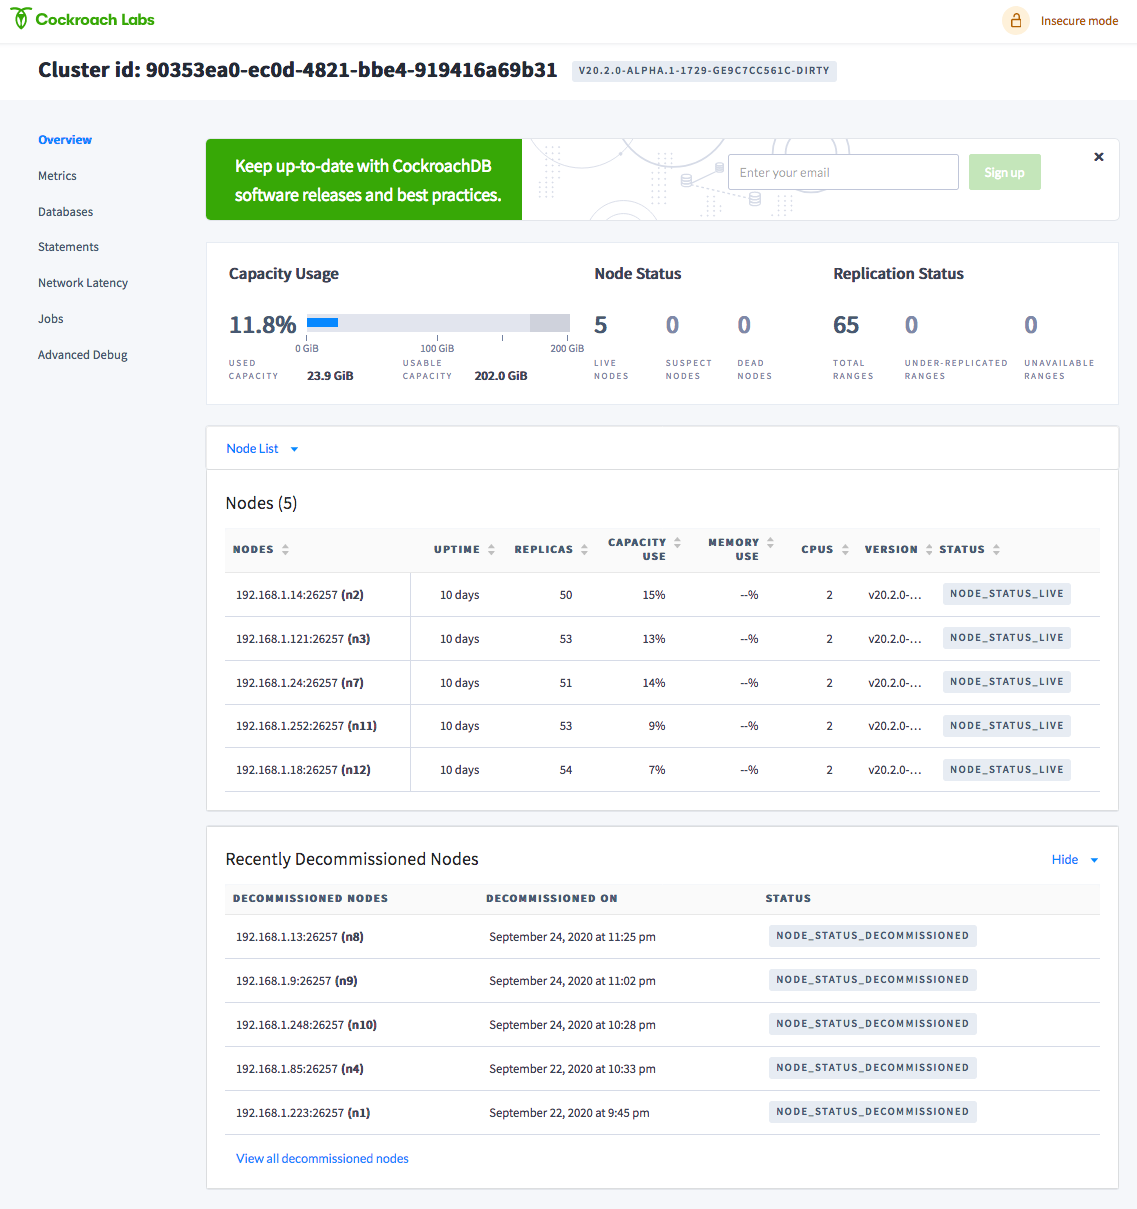 Cockroach Labs
Insecure mode
Cluster id: 90353ea0-ec0d-4821-bbe4-919416a69b31 V20.2.0-ALPHA.1-1729-GE9C7CC561C-DIRTY
Overview
Metrics
Databases
Statements
Network Latency
Jobs
Advanced Debug
Keep up-to-date with CockroachDB
software releases and best practices.
Enter your email
Sign up
Capacity Usage
11.8%
0 GiB 100 GiB 200 GiB
USED CAPACITY 23.9 GiB
USABLE CAPACITY 202.0 GiB
Node Status
5 0 0
LIVE NODES
SUSPECT NODES
DEAD NODES
Replication Status
65 0 0
TOTAL RANGES
UNDER-REPLICATED RANGES
UNAVAILABLE RANGES
Node List
Nodes (5)
NODES UPTIME REPLICAS CAPACITY USE MEMORY USE CPUS VERSION STATUS
192.168.1.14:26257 (n2) 10 days 50 15% --% 2 v20.2.0-... NODE_STATUS_LIVE
192.168.1.121:26257 (n3) 10 days 53 13% --% 2 v20.2.0-... NODE_STATUS_LIVE
192.168.1.24:26257 (n7) 10 days 51 14% --% 2 v20.2.0-... NODE_STATUS_LIVE
192.168.1.252:26257 (n11) 10 days 53 9% --% 2 v20.2.0-... NODE_STATUS_LIVE
192.168.1.18:26257 (n12) 10 days 54 7% --% 2 v20.2.0-... NODE_STATUS_LIVE
Recently Decommissioned Nodes
Hide
DECOMMISSIONED NODES DECOMMISSIONED ON STATUS
192.168.1.13:26257 (n8) September 24, 2020 at 11:25 pm NODE_STATUS_DECOMMISSIONED
192.168.1.9:26257 (n9) September 24, 2020 at 11:02 pm NODE_STATUS_DECOMMISSIONED
192.168.1.248:26257 (n10) September 24, 2020 at 10:28 pm NODE_STATUS_DECOMMISSIONED
192.168.1.85:26257 (n4) September 22, 2020 at 10:33 pm NODE_STATUS_DECOMMISSIONED
192.168.1.223:26257 (n1) September 22, 2020 at 9:45 pm NODE_STATUS_DECOMMISSIONED
View all decommissioned nodes